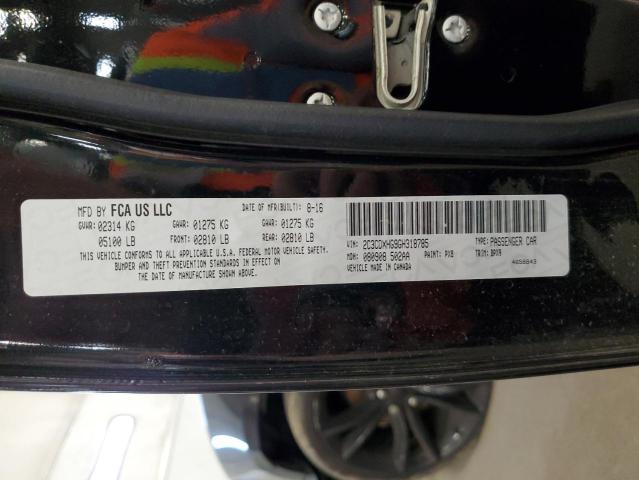 MFD BY FCA US LLC DATE OF MFR(BUILT): 8-16
GVWR: 02314 KG GAWR: 01275 KG GAWR: 01275 KG
05100 LB FRONT: 02810 LB REAR: 02810 LB
THIS VEHICLE CONFORMS TO ALL APPLICABLE U.S.A. FEDERAL MOTOR VEHICLE SAFETY,
BUMPER AND THEFT PREVENTION STANDARDS IN EFFECT ON
THE DATE OF MANUFACTURE SHOWN ABOVE.
VIN: 2C3CDXHG8GH318785 TYPE: PASSENGER CAR
MDH: 080908 502AA PAINT: PX8 TRIM: BPX9
VEHICLE MADE IN CANADA